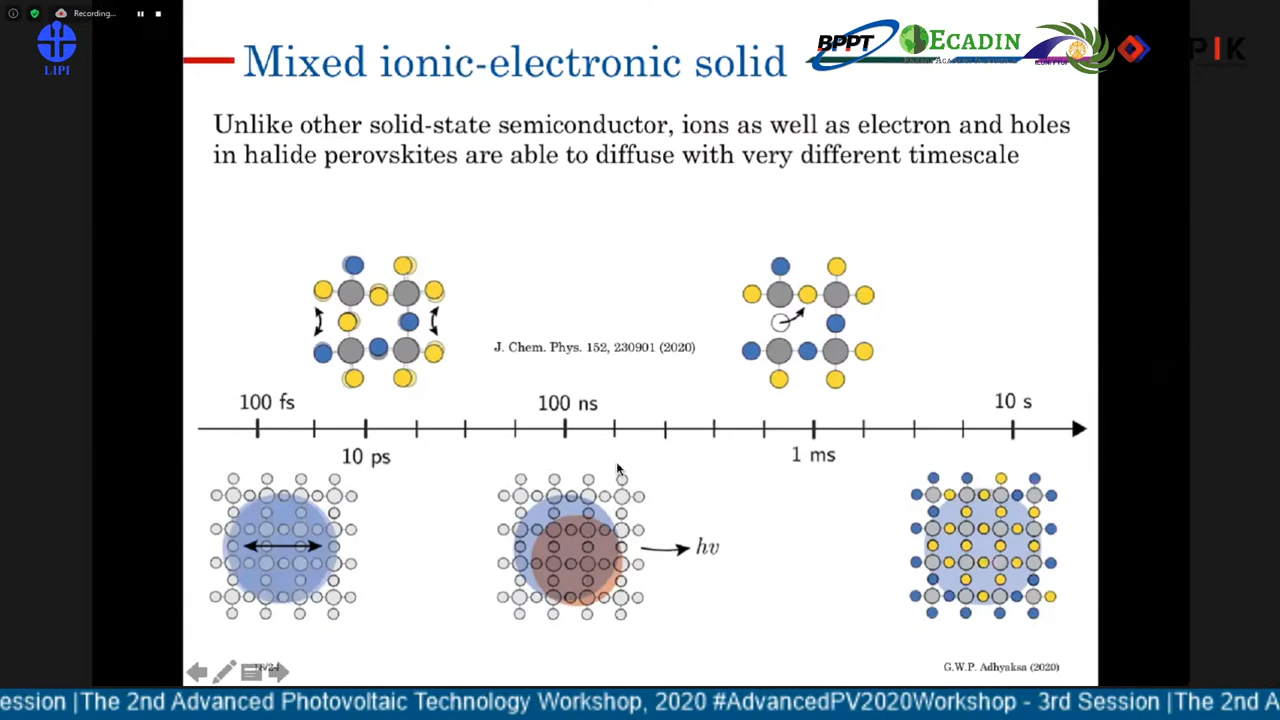 Recording...
LIPI
Mixed ionic-electronic solid
BPPT
ECADIN
Unlike other solid-state semiconductor, ions as well as electron and holes
in halide perovskites are able to diffuse with very different timescale
J. Chem. Phys. 152, 230901 (2020)
100 fs
100 ns
10 s
10 ps
1 ms
hν
G.W.P. Adhyaksa (2020)
ession |The 2nd Advanced Photovoltaic Technology Workshop, 2020 #AdvancedPV2020Workshop - 3rd Session |The 2nd A